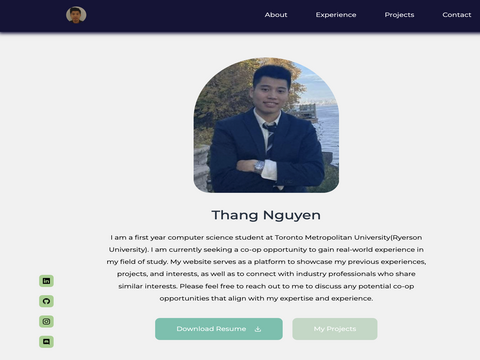 About Experience Projects Contact
Thang Nguyen
I am a first year computer science student at Toronto Metropolitan University(Ryerson
University). I am currently seeking a co-op opportunity to gain real-world experience in
my field of study. My website serves as a platform to showcase my previous experiences,
projects, and interests, as well as to connect with industry professionals who share
similar interests. Please feel free to reach out to me to discuss any potential co-op
opportunities that align with my expertise and experience.
Download Resume
My Projects